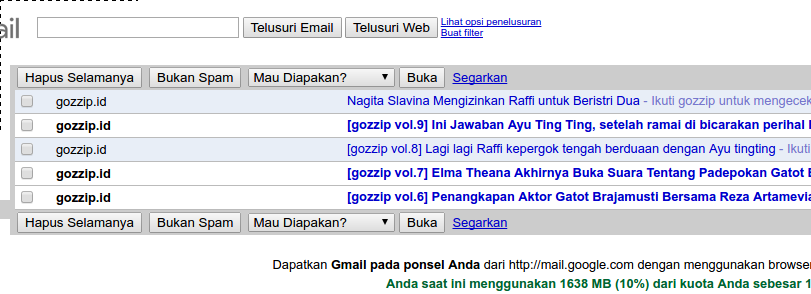 ail Telusuri Email Telusuri Web Lihat opsi penelusuran
Buat filter
Hapus Selamanya Bukan Spam Mau Diapakan? Buka Segarkan
gozzip.id Nagita Slavina Mengizinkan Raffi untuk Beristri Dua - Ikuti gozzip untuk mengecek
gozzip.id [gozzip vol.9] Ini Jawaban Ayu Ting Ting, setelah ramai di bicarakan perihal
gozzip.id [gozzip vol.8] Lagi lagi Raffi kepergok tengah berduaan dengan Ayu tingting - Ikuti
gozzip.id [gozzip vol.7] Elma Theana Akhirnya Buka Suara Tentang Padepokan Gatot
gozzip.id [gozzip vol.6] Penangkapan Aktor Gatot Brajamusti Bersama Reza Artamevia
Hapus Selamanya Bukan Spam Mau Diapakan? Buka Segarkan
Dapatkan Gmail pada ponsel Anda dari http://mail.google.com dengan menggunakan browser
Anda saat ini menggunakan 1638 MB (10%) dari kuota Anda sebesar 1